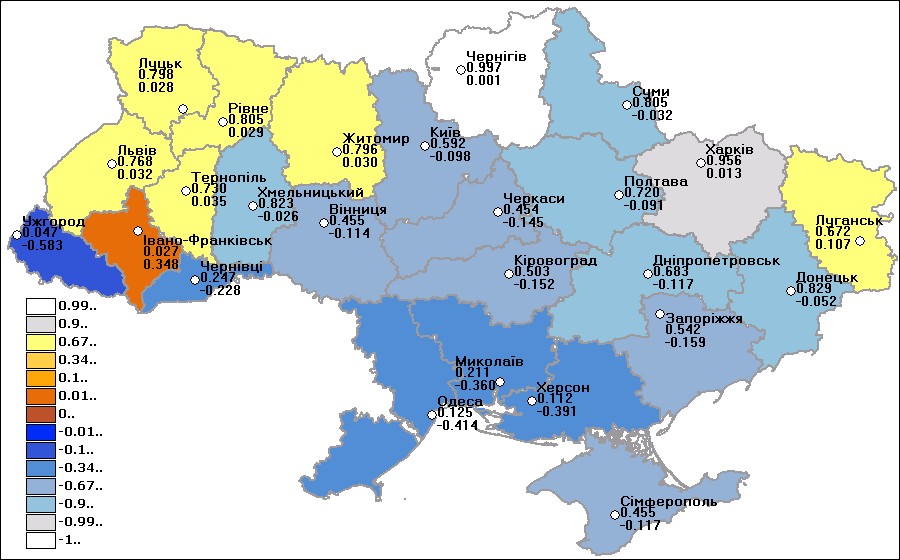 Чернігів
0.997
0.001
Луцьк
0.798
0.028
Суми
0.805
-0.032
Рівне
0.805
0.029
Київ
0.592
-0.098
Житомир
0.796
0.030
Харків
0.956
0.013
Львів
0.768
0.032
Тернопіль
0.730
0.035
Хмельницький
0.823
-0.026
Полтава
0.720
-0.091
Черкаси
0.454
-0.145
Вінниця
0.455
-0.114
Ужгород
0.047
-0.583
Луганськ
0.672
0.107
Івано-Франківськ
0.027
0.348
Чернівці
0.247
-0.228
Кіровоград
0.503
-0.152
Дніпропетровськ
0.683
-0.117
Донецьк
0.829
-0.052
Запоріжжя
0.542
-0.159
Миколаїв
0.211
-0.360
Херсон
0.112
-0.391
Одеса
0.125
-0.414
Сімферополь
0.455
-0.117
0.99..
0.9..
0.67..
0.34..
0.1..
0.01..
0..
-0.01..
-0.1..
-0.34..
-0.67..
-0.9..
-0.99..
-1..